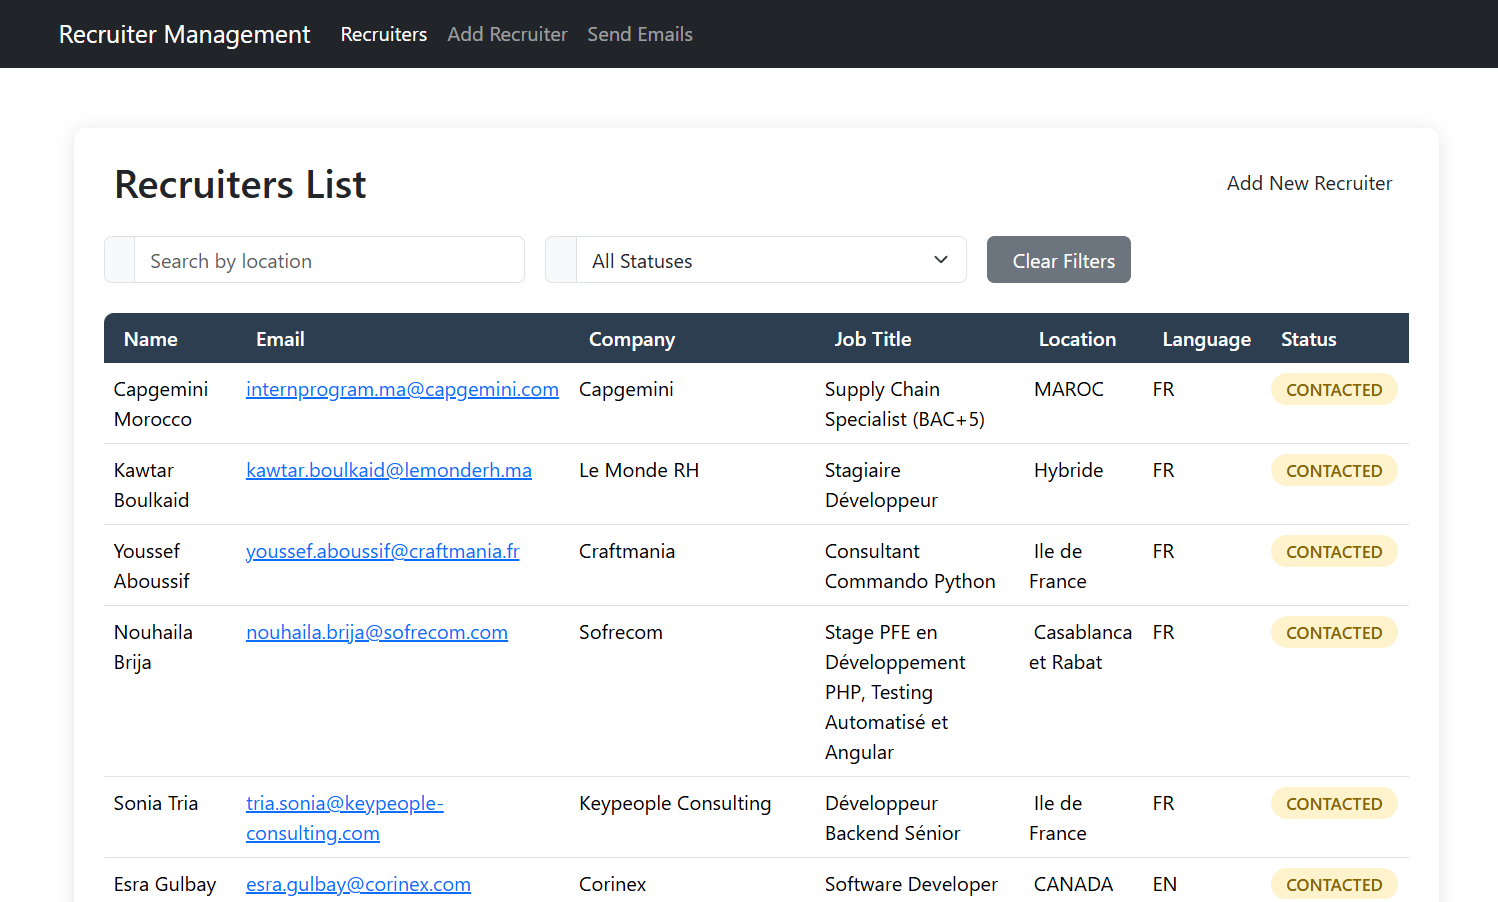 Recruiter Management Recruiters Add Recruiter Send Emails
Recruiters List
Add New Recruiter
Search by location
All Statuses
Clear Filters
Name Email Company Job Title Location Language Status
Capgemini Morocco internprogram.ma@capgemini.com Capgemini Supply Chain Specialist (BAC+5) MAROC FR CONTACTED
Kawtar Boulkaid kawtar.boulkaid@lemonderh.ma Le Monde RH Stagiaire Développeur Hybride FR CONTACTED
Youssef Aboussif youssef.aboussif@craftmania.fr Craftmania Consultant Commando Python Ile de France FR CONTACTED
Nouhaila Brija nouhaila.brija@sofrecom.com Sofrecom Stage PFE en Développement PHP, Testing Automatisé et Angular Casablanca et Rabat FR CONTACTED
Sonia Tria tria.sonia@keypeople-consulting.com Keypeople Consulting Développeur Backend Sénior Ile de France FR CONTACTED
Esra Gulbay esra.gulbay@corinex.com Corinex Software Developer CANADA EN CONTACTED